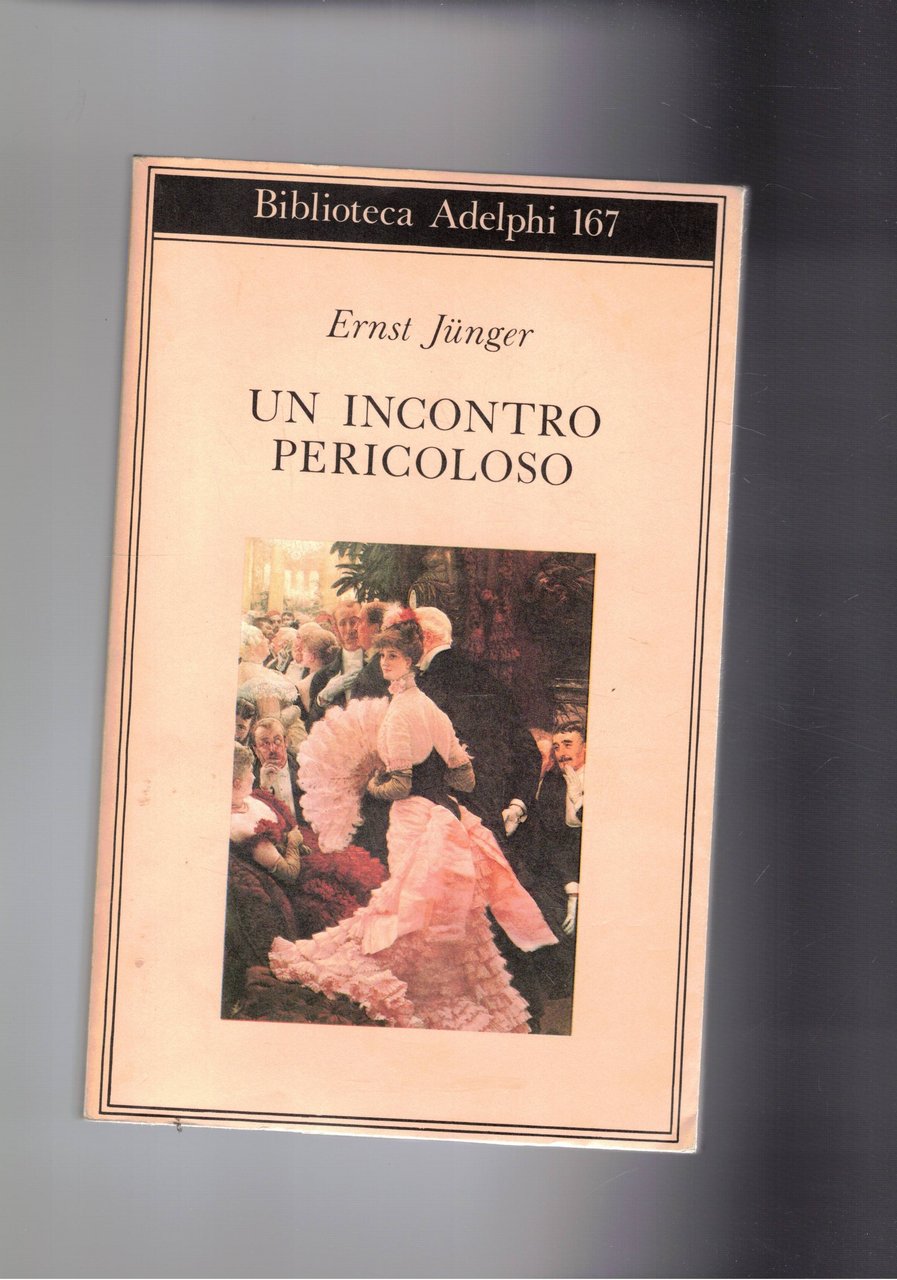 Biblioteca Adelphi 167
Ernst Jünger
UN INCONTRO
PERICOLOSO